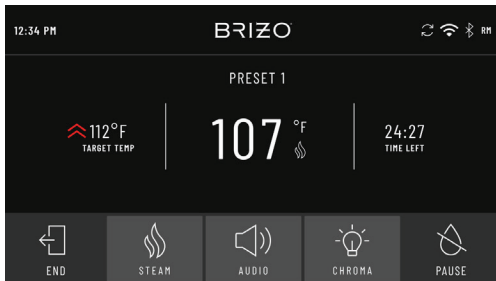 12:34 PM
BRIZO
RM
PRESET 1
112°F
TARGET TEMP
107 °F
24:27
TIME LEFT
END
STEAM
AUDIO
CHROMA
PAUSE